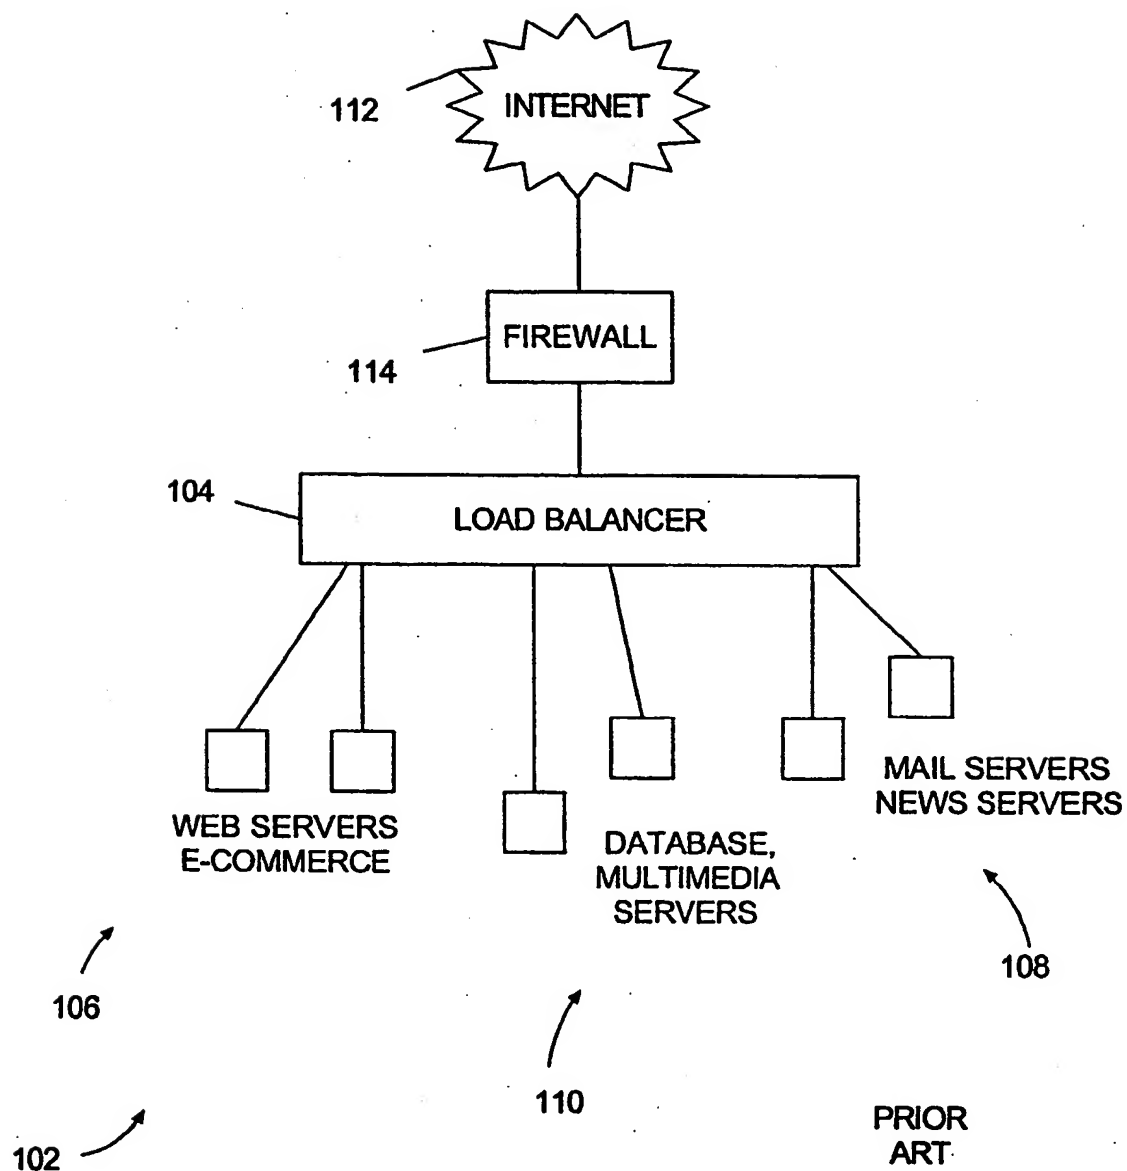 INTERNET
112
FIREWALL
114
104
LOAD BALANCER
MAIL SERVERS
NEWS SERVERS
WEB SERVERS
E-COMMERCE
DATABASE,
MULTIMEDIA
SERVERS
108
106
110
102
PRIOR
ART